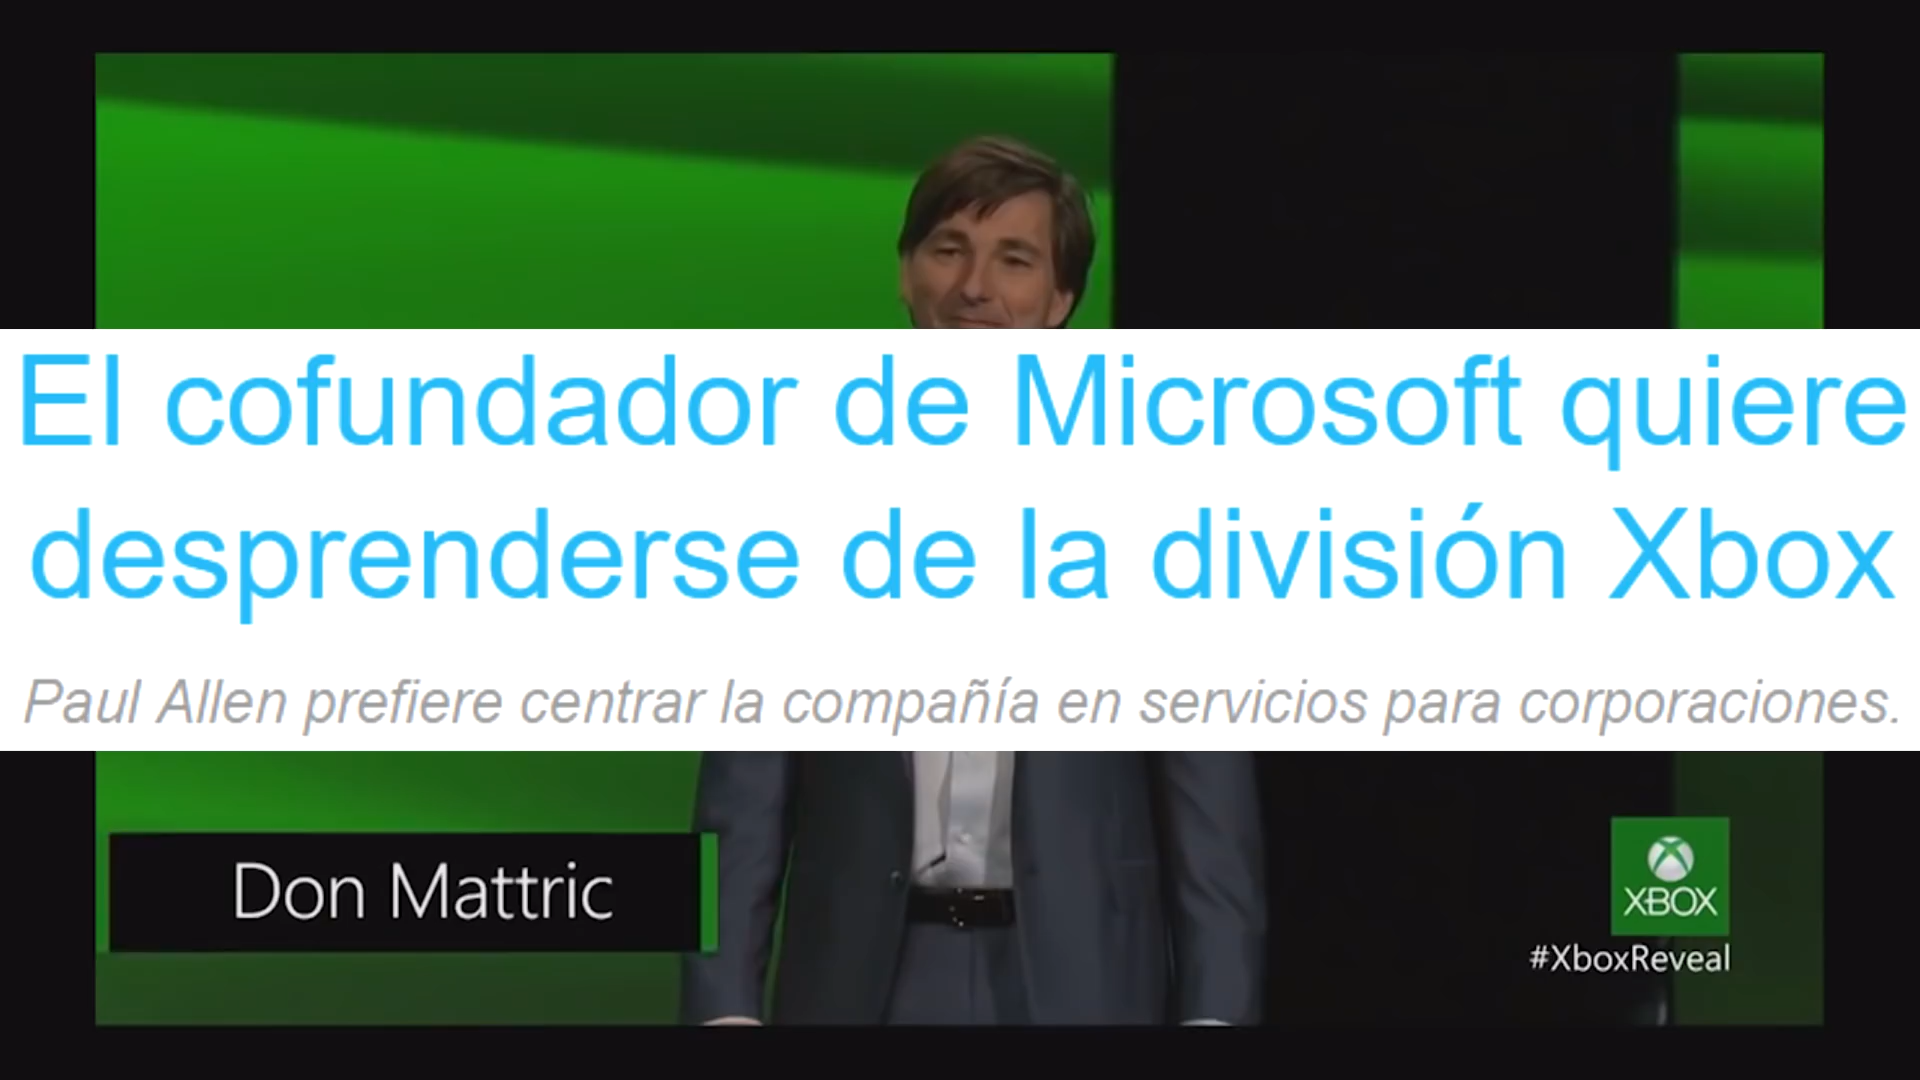 El cofundador de Microsoft quiere
desprenderse de la división Xbox
Paul Allen prefiere centrar la compañía en servicios para corporaciones.
Don Mattric
XBOX
#XboxReveal